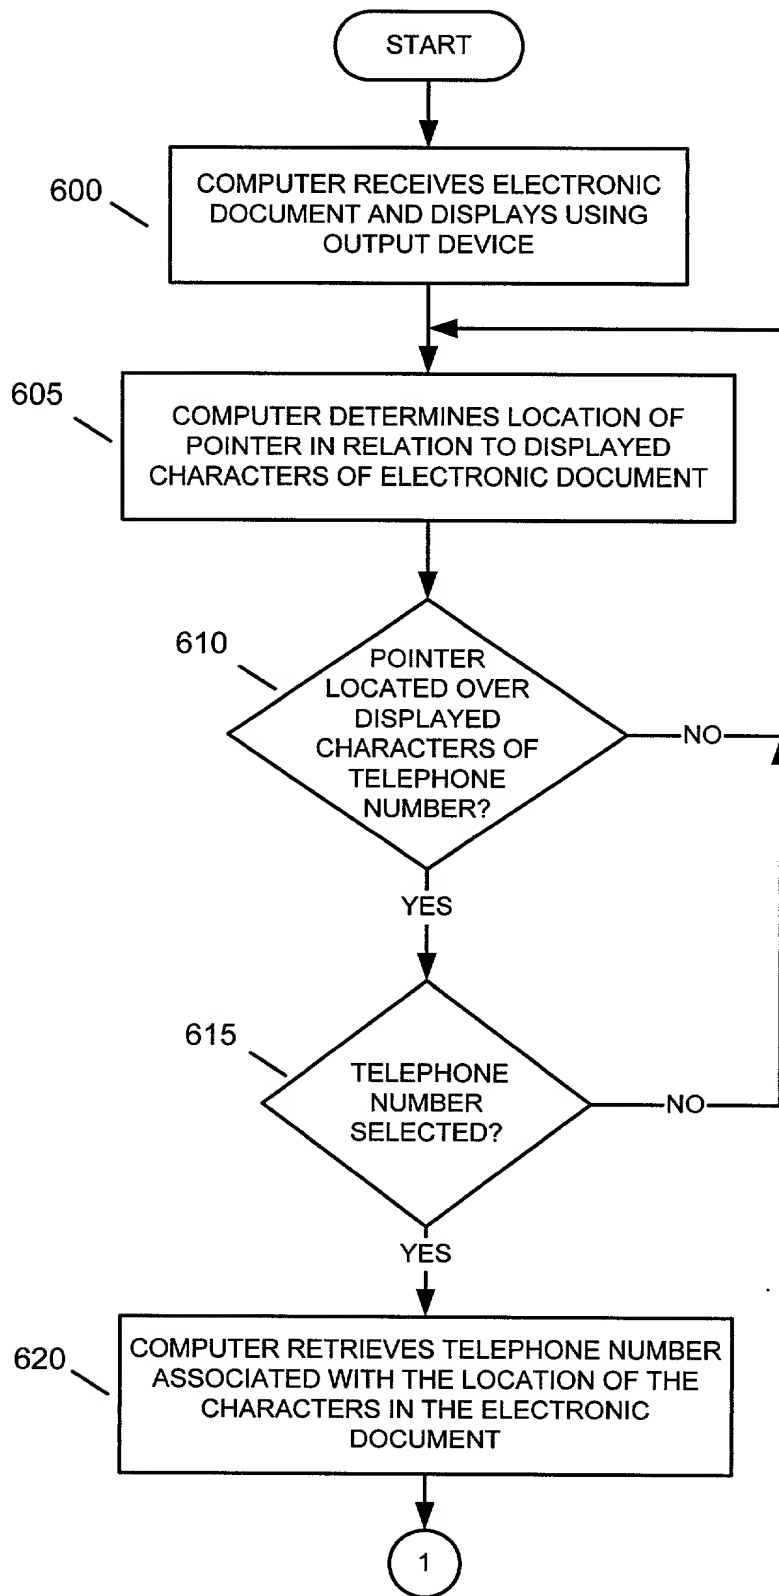 START
600
COMPUTER RECEIVES ELECTRONIC
DOCUMENT AND DISPLAYS USING
OUTPUT DEVICE
605
COMPUTER DETERMINES LOCATION OF
POINTER IN RELATION TO DISPLAYED
CHARACTERS OF ELECTRONIC DOCUMENT
610
POINTER
LOCATED OVER
DISPLAYED
CHARACTERS OF
TELEPHONE
NUMBER?
NO
YES
615
TELEPHONE
NUMBER
SELECTED?
NO
YES
620
COMPUTER RETRIEVES TELEPHONE NUMBER
ASSOCIATED WITH THE LOCATION OF THE
CHARACTERS IN THE ELECTRONIC
DOCUMENT
1